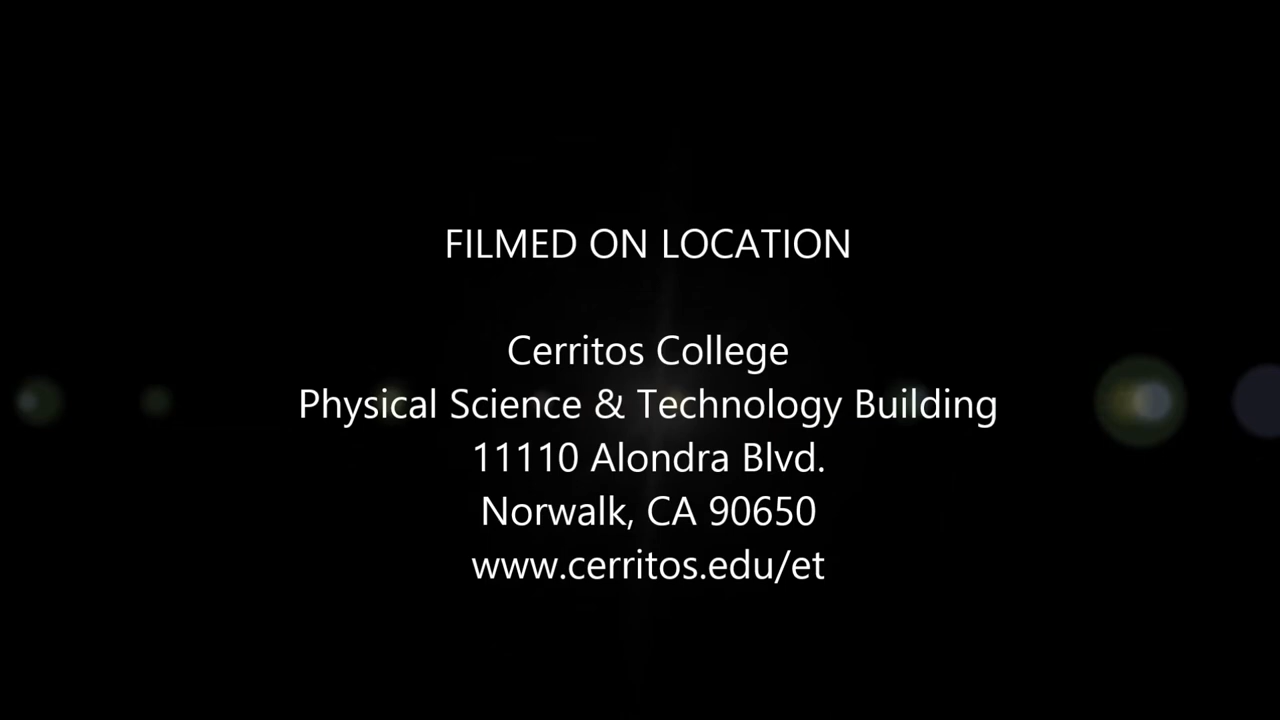 FILMED ON LOCATION
Cerritos College
Physical Science & Technology Building
11110 Alondra Blvd.
Norwalk, CA 90650
www.cerritos.edu/et